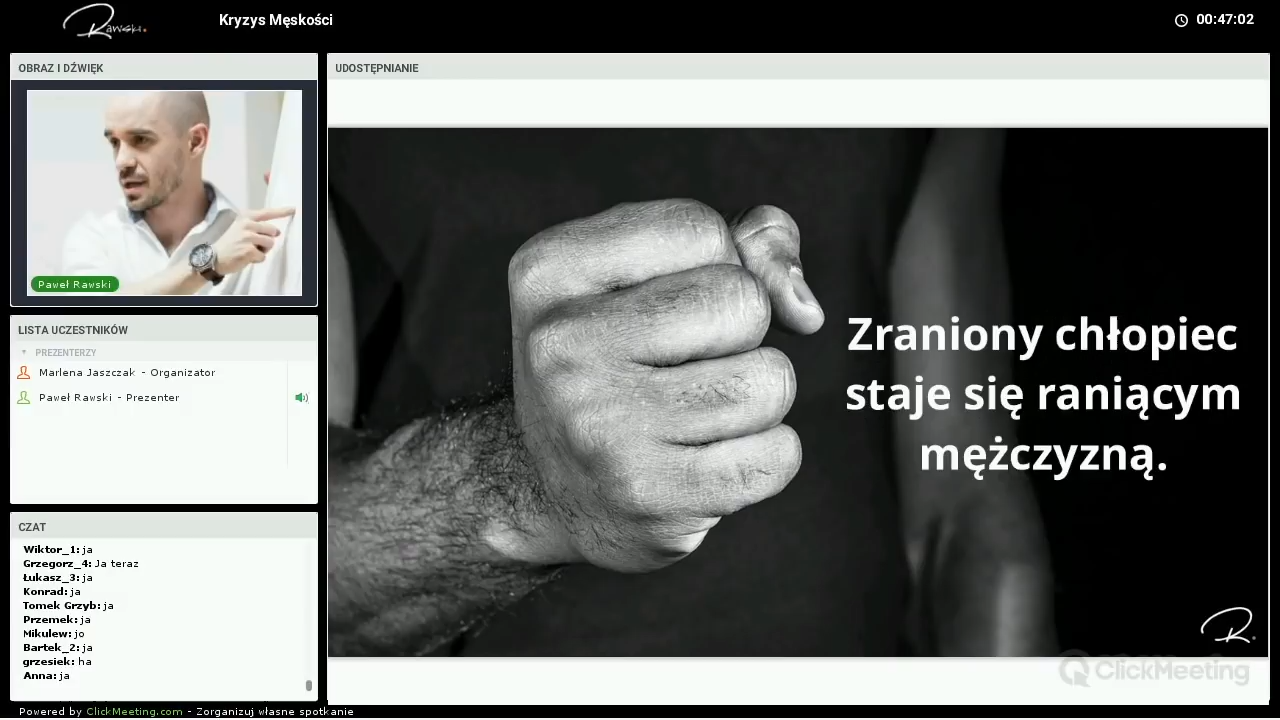 Rawski.
Kryzys Męskości
00:47:02
OBRAZ I DŹWIĘK
Paweł Rawski
LISTA UCZESTNIKÓW
PREZENTERZY
Marlena Jaszczak - Organizator
Paweł Rawski - Prezenter
CZAT
Wiktor_1: ja
Grzegorz_4: Ja teraz
Łukasz_3: ja
Konrad: ja
Tomek Grzyb: ja
Przemek: ja
Mikulew: jo
Bartek_2: ja
grzesiek: ha
Anna: ja
UDOSTĘPNIANIE
Zraniony chłopiec
staje się raniącym
mężczyzną.
R.
ClickMeeting
Powered by ClickMeeting.com - Zorganizuj własne spotkanie